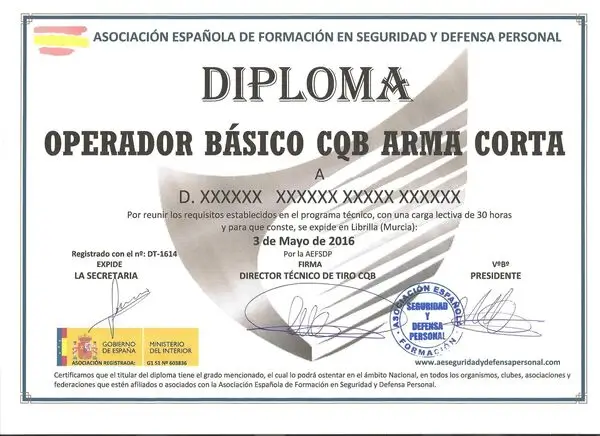 ASOCIACIÓN ESPAÑOLA DE FORMACIÓN EN SEGURIDAD Y DEFENSA PERSONAL
DIPLOMA
OPERADOR BÁSICO CQB ARMA CORTA
A
D. XXXXXX XXXXXX XXXXX XXXXXX
Por reunir los requisitos establecidos en el programa técnico, con una carga lectiva de 30 horas
y para que conste, se expide en Librilla (Murcia):
3 de Mayo de 2016
Registrado con el nº: DT-1614
EXPIDE
LA SECRETARIA
Por la AEFSDP
FIRMA
DIRECTOR TÉCNICO DE TIRO CQB
VºBº
PRESIDENTE
ASOCIACIÓN ESPAÑOLA
SEGURIDAD
Y
DEFENSA
PERSONAL
FORMACIÓN
GOBIERNO
DE ESPAÑA
MINISTERIO
DEL INTERIOR
ASOCIACIÓN REGISTRADA: G1 S1 Nº 603836
www.aeseguridadydefensapersonal.com
Certificamos que el titular del diploma tiene el grado mencionado, el cual lo podrá ostentar en el ámbito Nacional, en todos los organismos, clubes, asociaciones y
federaciones que estén afiliados o asociados con la Asociación Española de Formación en Seguridad y Defensa Personal.